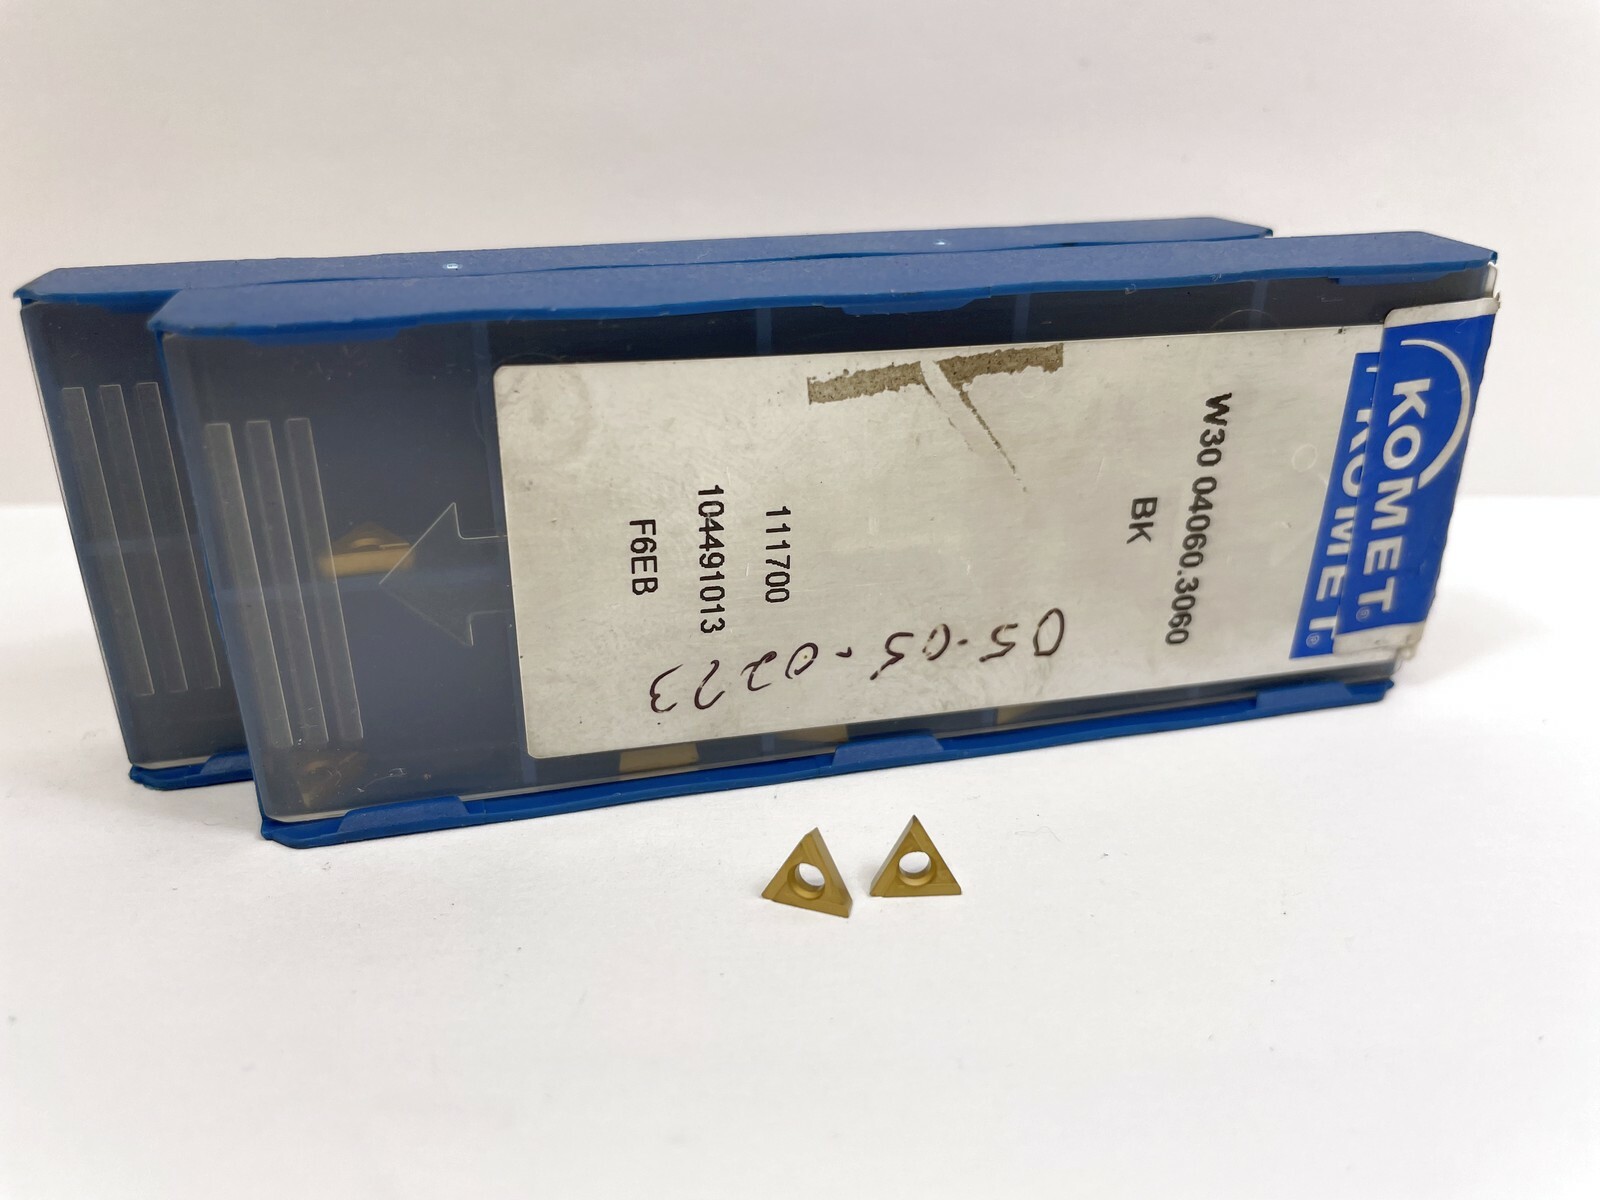 KOMET®
KOMET®
W30 04060.3060
BK
111700
104491013
F6EB
05-05-0223